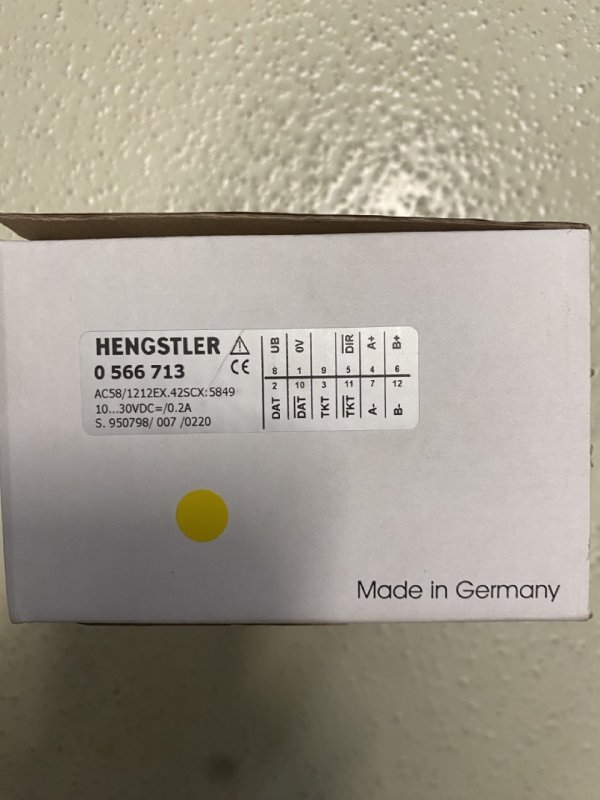 HENGSTLER
0 566 713
CE
AC58/1212EX.42SCX:5849
10...30VDC=/0.2A
S. 950798/ 007 /0220
UB 0V DIR A+ B+
8 1 9 5 4 6
2 10 3 11 7 12
DAT DAT TKT TKT A- B-
Made in Germany